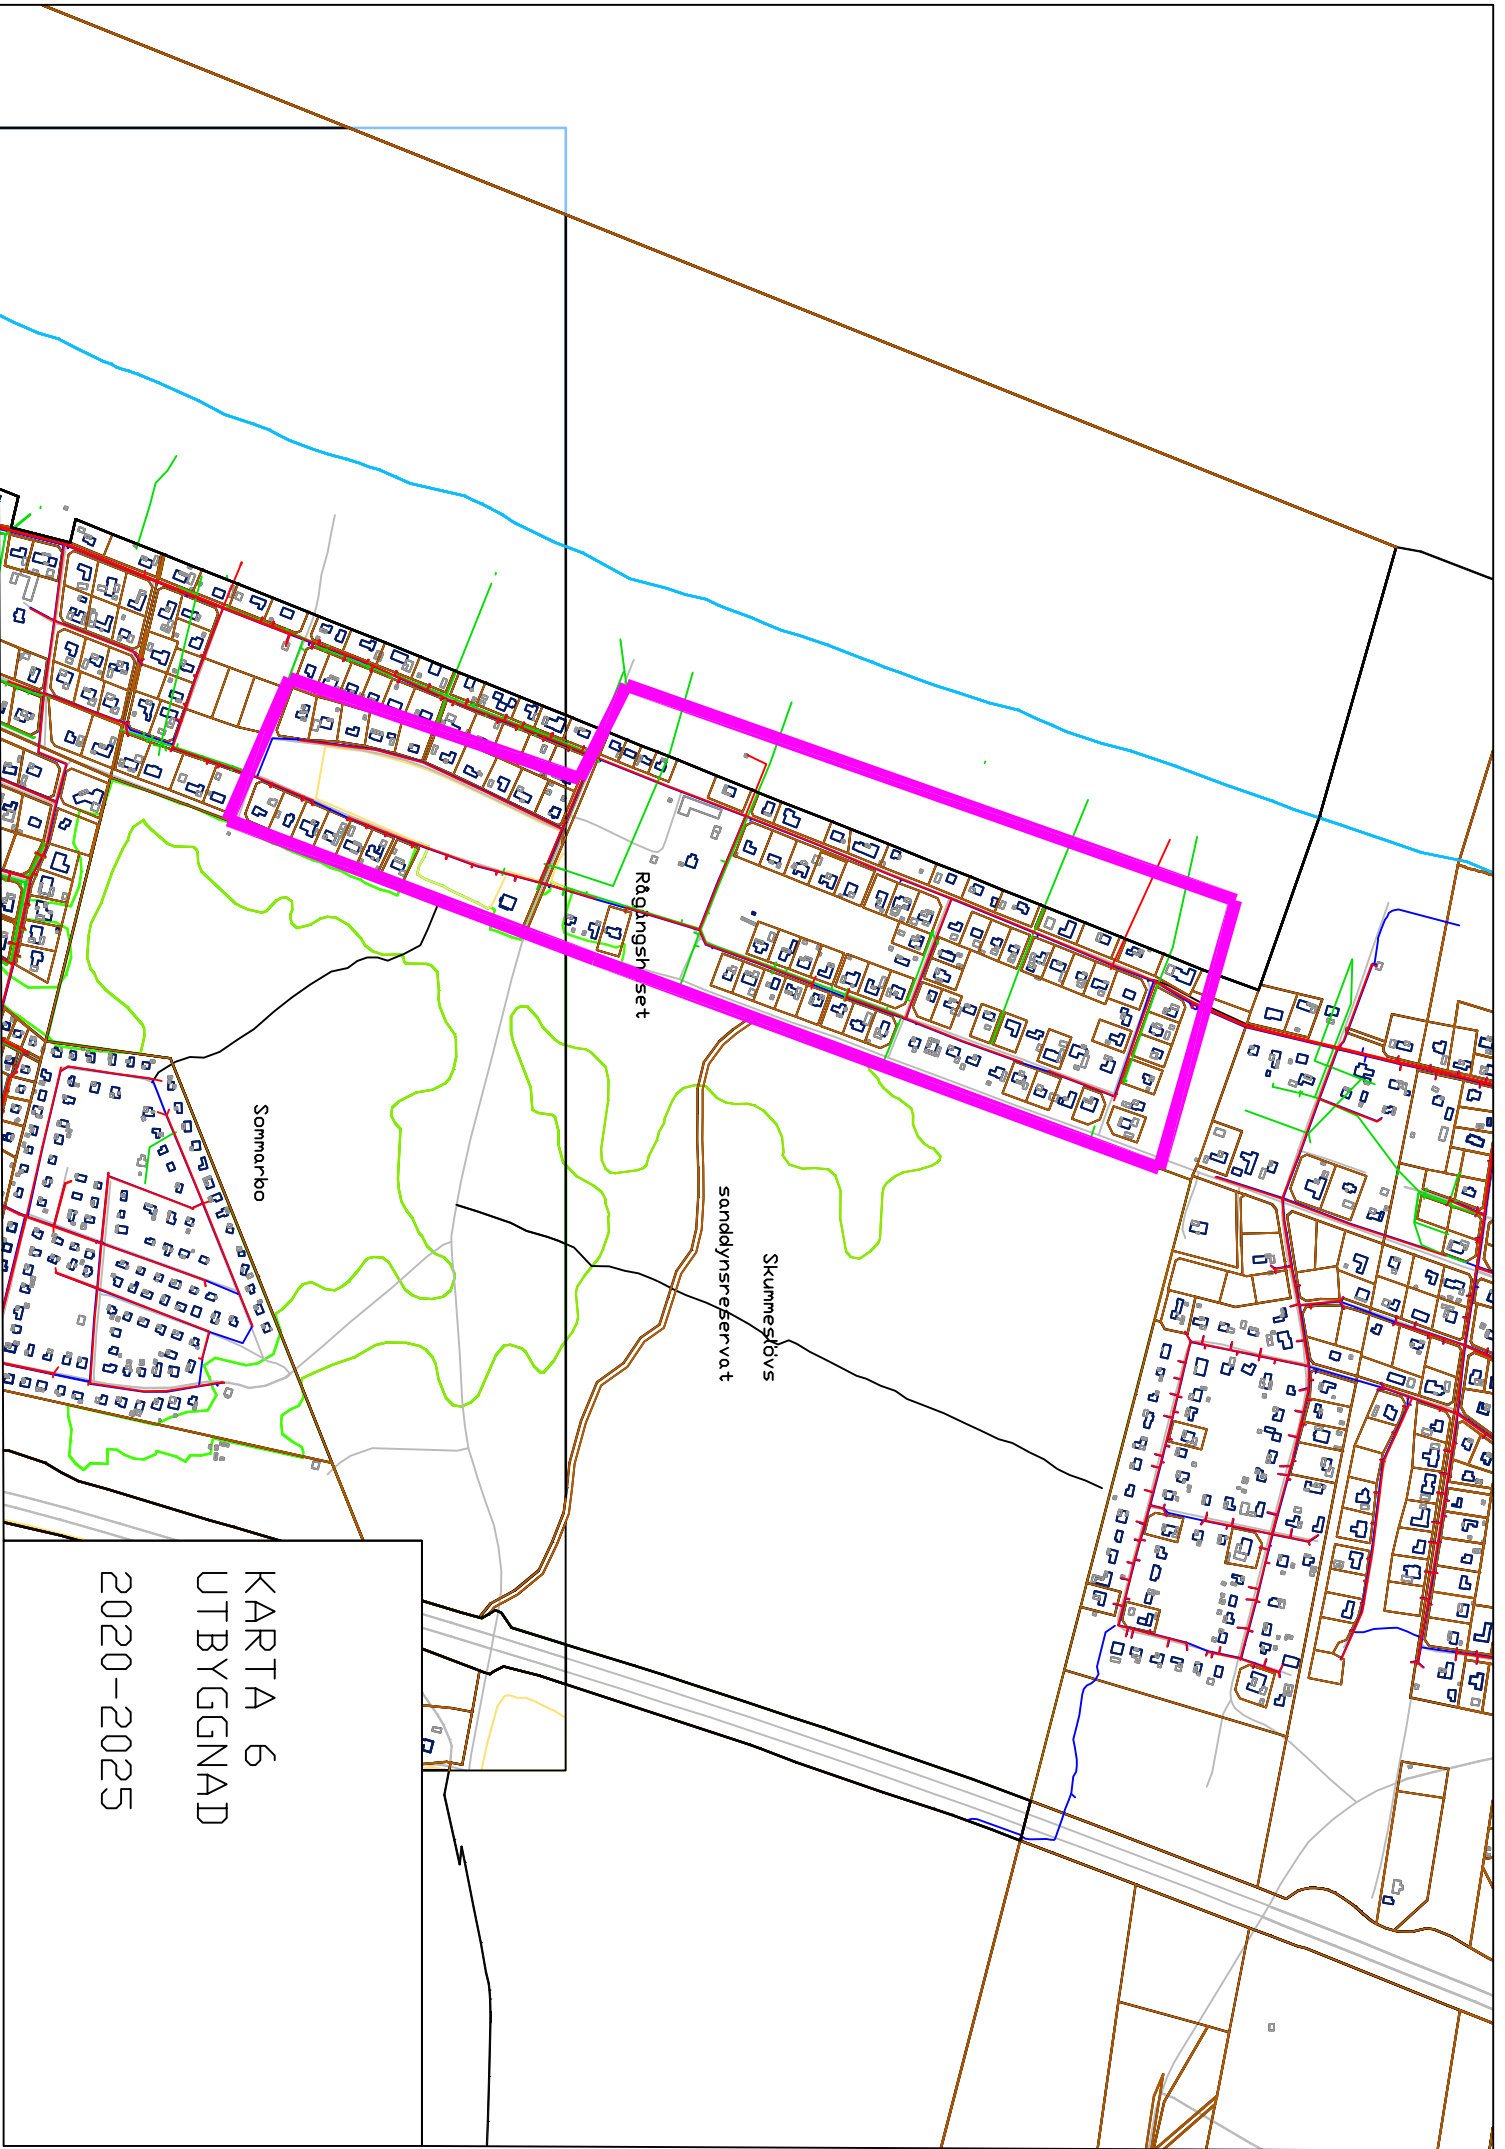 Rågångshuset
Skummeslövs
sanddynsreservat
Sommarbo
KARTA 6
UTBYGGNAD
2020-2025